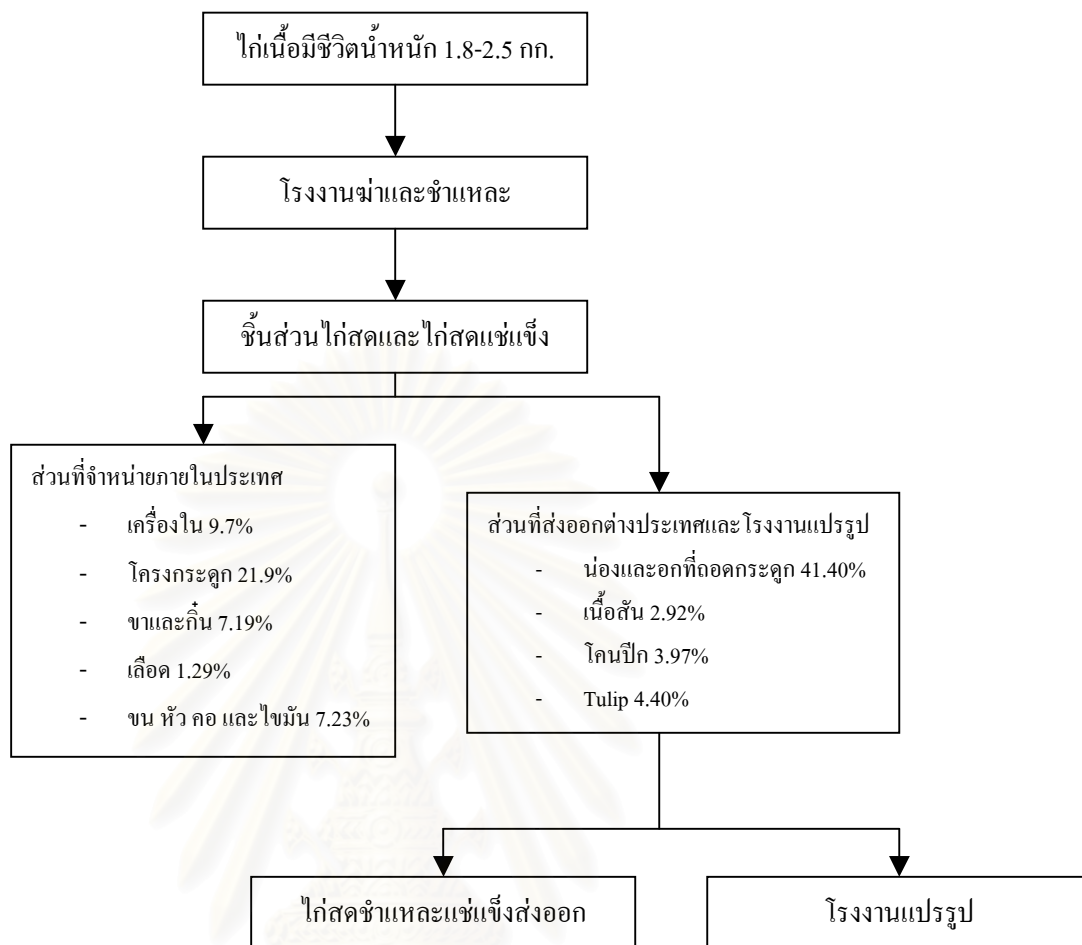 ไก่เนื้อมีชีวิตน้ำหนัก 1.8-2.5 กก.
โรงงานฆ่าและชำแหละ
ชิ้นส่วนไก่สดและไก่สดแช่แข็ง
ส่วนที่จำหน่ายภายในประเทศ
- เครื่องใน 9.7%
- โครงกระดูก 21.9%
- ขาและกิ๋น 7.19%
- เลือด 1.29%
- ขน หัว คอ และไขมัน 7.23%
ส่วนที่ส่งออกต่างประเทศและโรงงานแปรรูป
- น่องและอกที่ถอดกระดูก 41.40%
- เนื้อสัน 2.92%
- โคนปีก 3.97%
- Tulip 4.40%
ไก่สดชำแหละแช่แข็งส่งออก
โรงงานแปรรูป